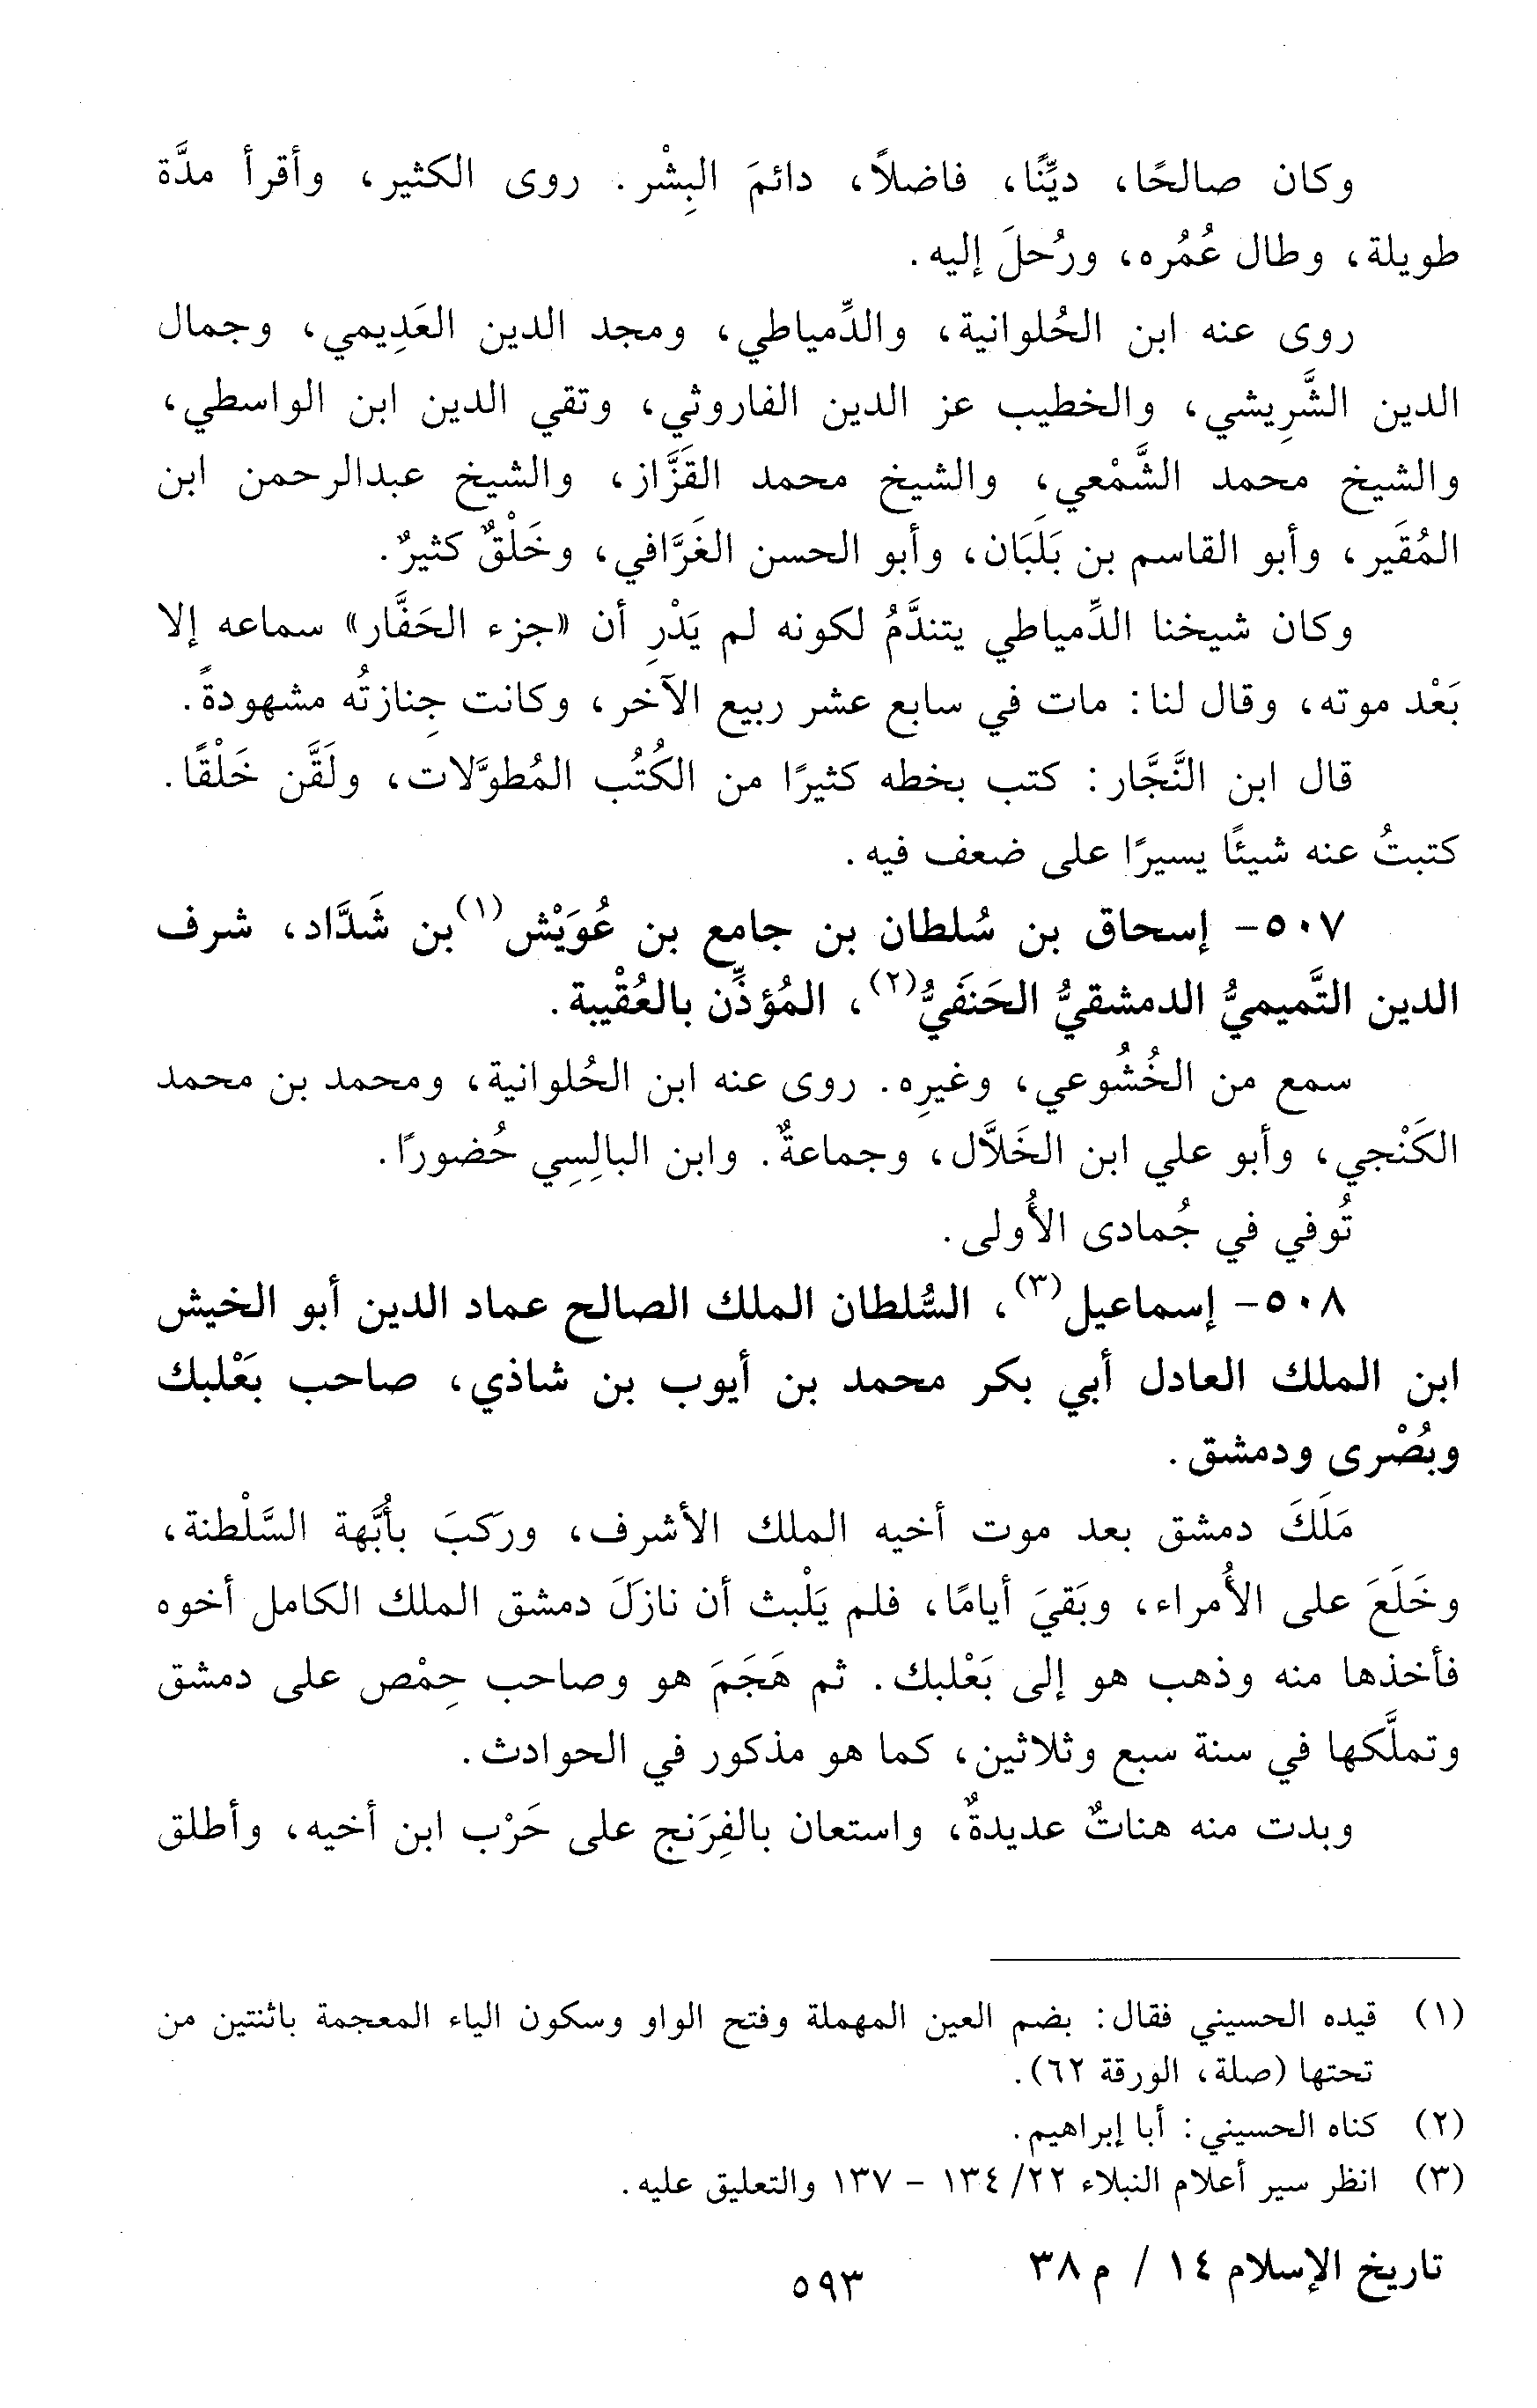 وكان صالحًا، ديِّنًا، فاضلاً، دائمَ البِشْر. روى الكثير، وأقرأ مدَّة
طويلة، وطال عُمُره، ورُحلَ إليه.
روى عنه ابن الحُلوانية، والدِّمياطي، ومجد الدين العَدِيمي، وجمال
الدين الشَّرِيشي، والخطيب عز الدين الفاروثي، وتقي الدين ابن الواسطي،
والشيخ محمد الشَّمْعي، والشيخ محمد القَزَّاز، والشيخ عبدالرحمن ابن
المُقَير، وأبو القاسم بن بَلَبَان، وأبو الحسن الغَرَّافي، وخَلْقٌ كثيرٌ.
وكان شيخنا الدِّمياطي يتندَّمُ لكونه لم يَدْرِ أن «جزء الحَفَّار» سماعه إلا
بَعْد موته، وقال لنا: مات في سابع عشر ربيع الآخر، وكانت جِنازتُه مشهودةً.
قال ابن النَّجَّار: كتب بخطه كثيرًا من الكُتُب المُطوَّلات، ولَقَّن خَلْقًا.
كتبتُ عنه شيئًا يسيرًا على ضعف فيه.
٥٠٧- إسحاق بن سُلطان بن جامع بن عُوَيْش(١)بن شَدَّاد، شرف
الدين التَّميميُّ الدمشقيُّ الحَنَفيُّ(٢)، المُؤذِّن بالعُقْيبة.
سمع من الخُشُوعي، وغيرِه. روى عنه ابن الحُلوانية، ومحمد بن محمد
الكَنْجي، وأبو علي ابن الخَلاَّل، وجماعةٌ. وابن البالِسِي حُضورًا.
تُوفي في جُمادى الأُولى.
٥٠٨- إسماعيل(٣)، السُّلطان الملك الصالح عماد الدين أبو الخيش
ابن الملك العادل أبي بكر محمد بن أيوب بن شاذي، صاحب بَعْلبك
وبُصْرى ودمشق.
مَلَكَ دمشق بعد موت أخيه الملك الأشرف، وركبَ بأُبَّهة السَّلْطنة،
وخَلَعَ على الأُمراء، وبَقيَ أيامًا، فلم يَلْبث أن نازَلَ دمشق الملك الكامل أخوه
فأخذها منه وذهب هو إلى بَعْلبك. ثم هَجَمَ هو وصاحب حِمْص على دمشق
وتملَّكها في سنة سبع وثلاثين، كما هو مذكور في الحوادث.
وبدت منه هناتٌ عديدةٌ، واستعان بالفِرَنج على حَرْب ابن أخيه، وأطلق
(١) قيده الحسيني فقال: بضم العين المهملة وفتح الواو وسكون الياء المعجمة باثنتين من
تحتها (صلة، الورقة ٦٢).
(٢) كناه الحسيني: أبا إبراهيم.
(٣) انظر سير أعلام النبلاء ٢٢/ ١٣٤ - ١٣٧ والتعليق عليه.
تاريخ الإسلام ١٤ / م ٣٨
٥٩٣